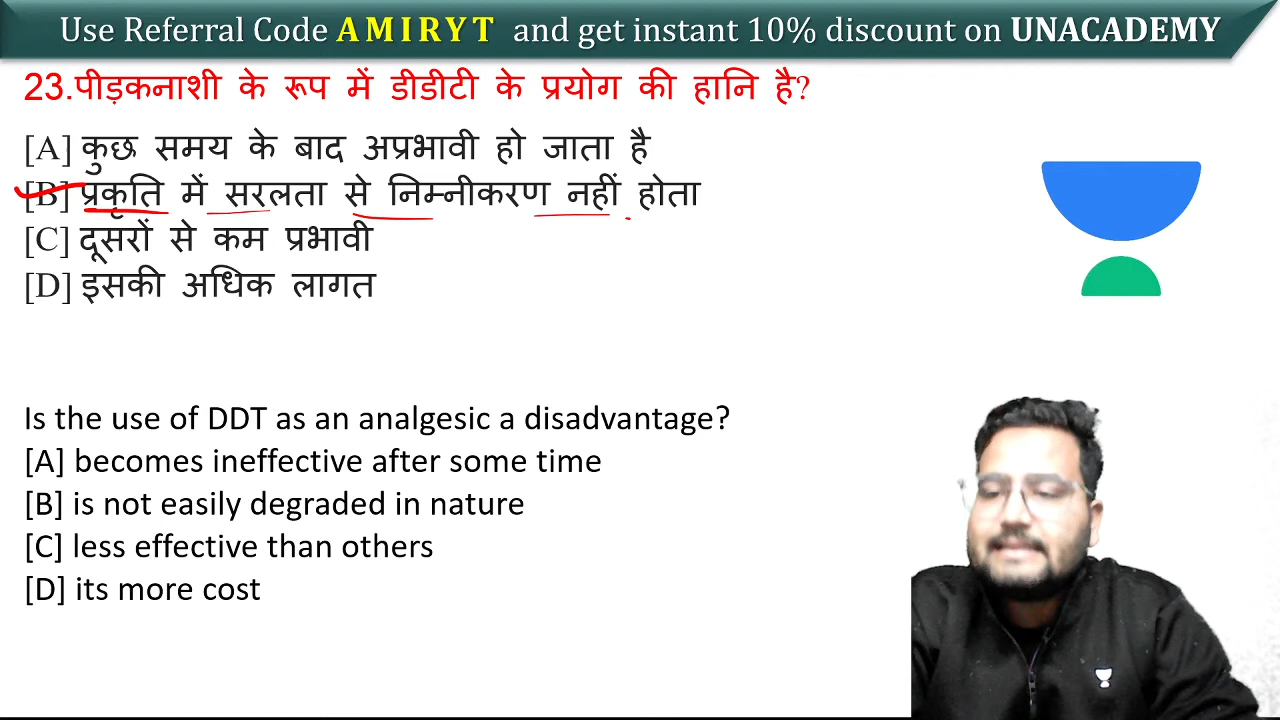 Use Referral Code AMIRYT and get instant 10% discount on UNACADEMY
23.पीड़कनाशी के रूप में डीडीटी के प्रयोग की हानि है?
[A] कुछ समय के बाद अप्रभावी हो जाता है
[B] प्रकृति में सरलता से निम्नीकरण नहीं होता
[C] दूसरों से कम प्रभावी
[D] इसकी अधिक लागत
Is the use of DDT as an analgesic a disadvantage?
[A] becomes ineffective after some time
[B] is not easily degraded in nature
[C] less effective than others
[D] its more cost